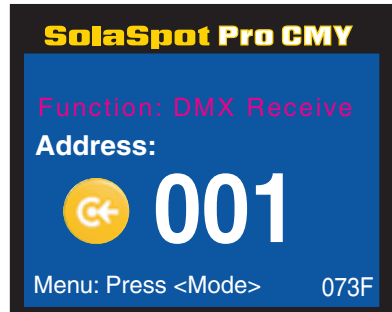 SolaSpot Pro CMY
Function: DMX Receive
Address:
001
Menu: Press <Mode> 073F